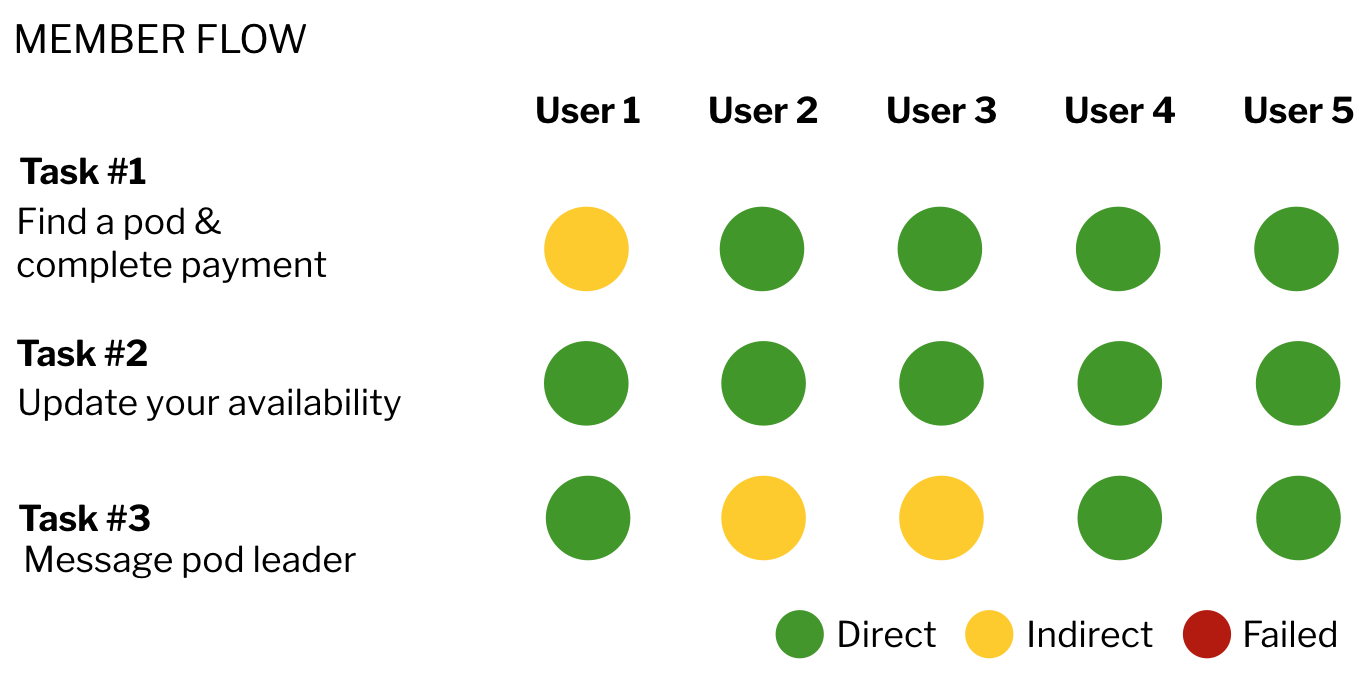 MEMBER FLOW
User 1 User 2 User 3 User 4 User 5
Task #1
Find a pod &
complete payment
Task #2
Update your availability
Task #3
Message pod leader
Direct Indirect Failed